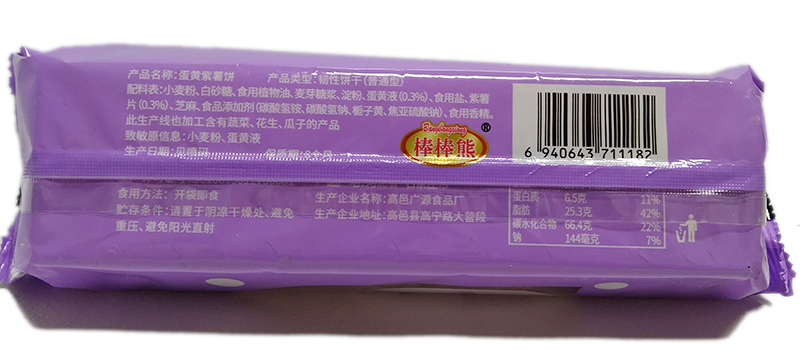 产品名称:蛋黄紫薯饼 产品类型:韧性饼干(普通型)
配料表:小麦粉、白砂糖、食用植物油、麦芽糖浆、淀粉、蛋黄液(0.3%)、食用盐、紫薯
片(0.3%)、芝麻、食品添加剂(碳酸氢铵、碳酸氢钠、栀子黄、焦亚硫酸钠)、食用香精。
此生产线也加工含有蔬菜、花生、瓜子的产品
致敏原信息:小麦粉、蛋黄液
生产日期:见喷码 保质期:
Bangbangxiong
棒棒熊®
6 940643 711182
食用方法:开袋即食
贮存条件:请置于阴凉干燥处、避免
重压、避免阳光直射
生产企业名称:高邑广源食品厂
生产企业地址:高邑县高宁路大营段
蛋白质 6.5克 11%
脂肪 25.3克 42%
碳水化合物 66.4克 22%
钠 144毫克 7%